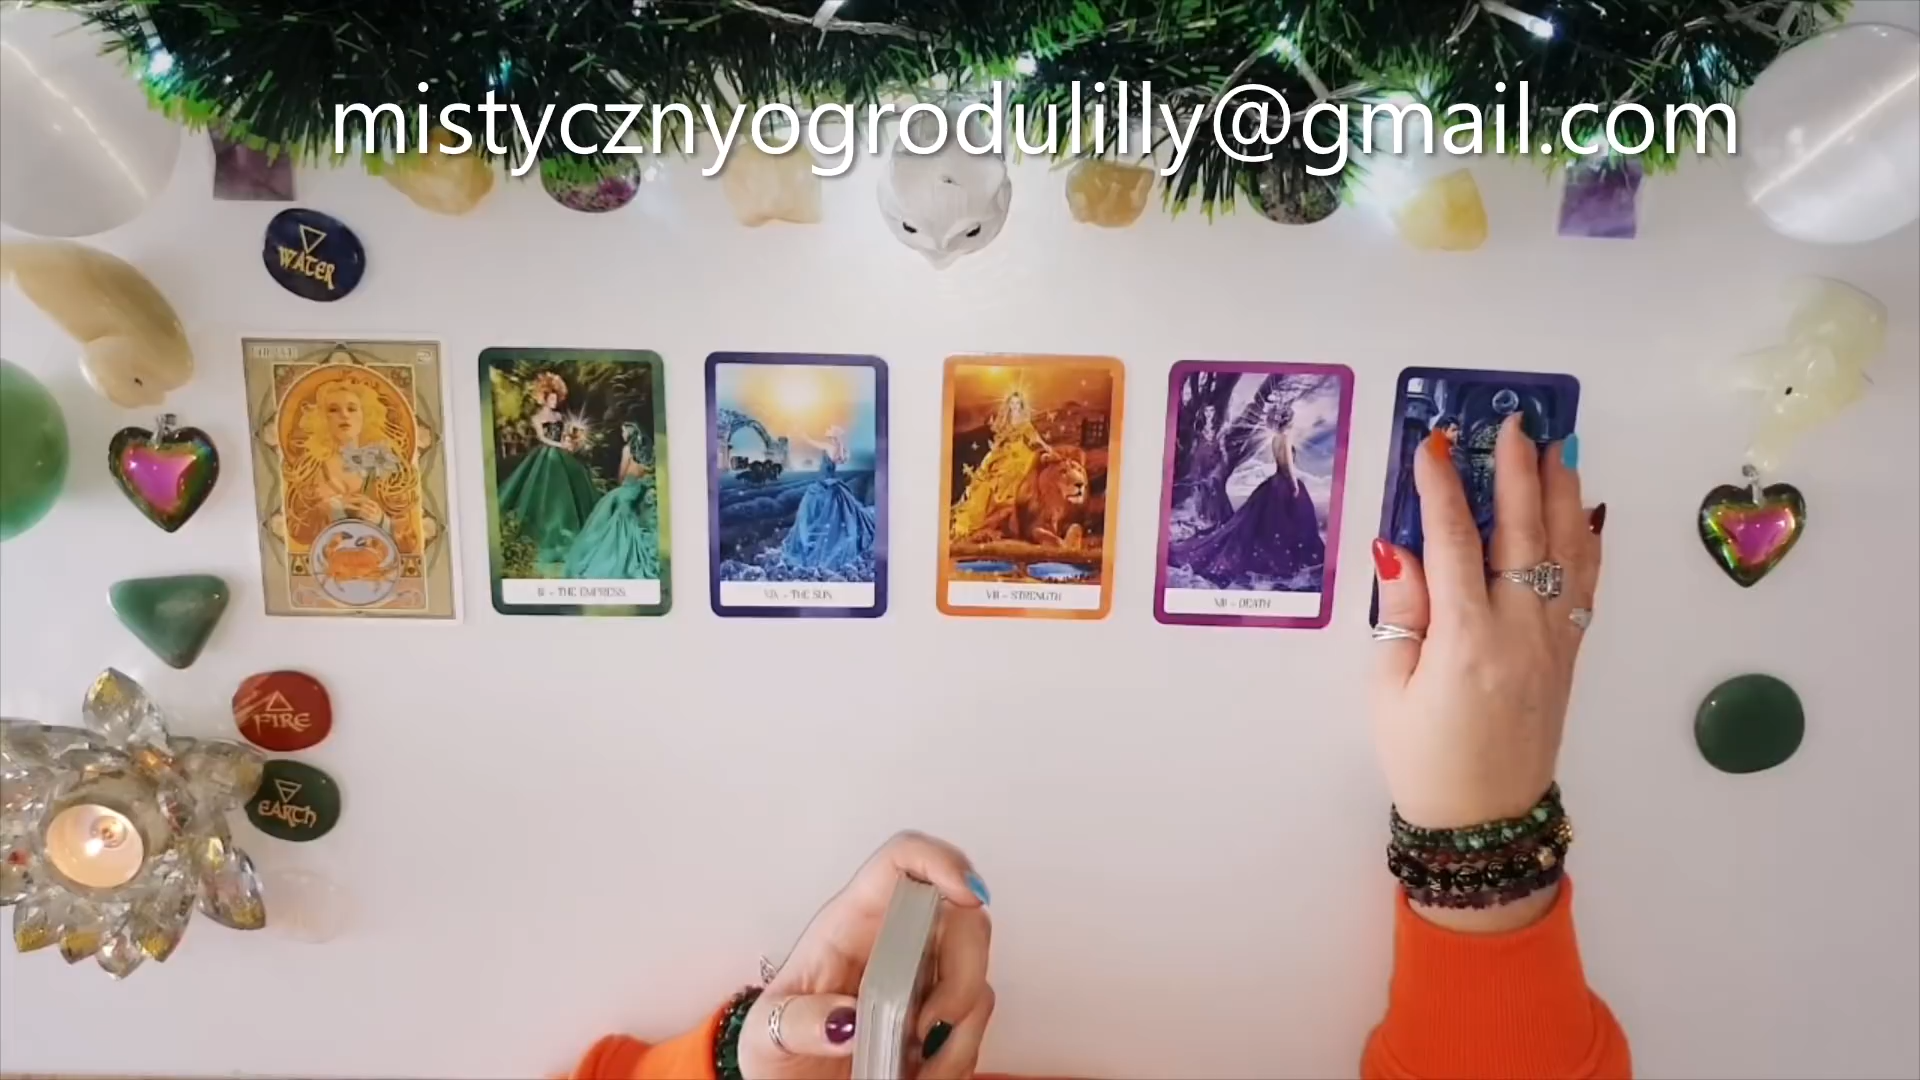 mistycznyogrodulilly@gmail.com
WATER
III - THE EMPRESS
XIX - THE SUN
VIII - STRENGTH
XIII - DEATH
FIRE
EARTH